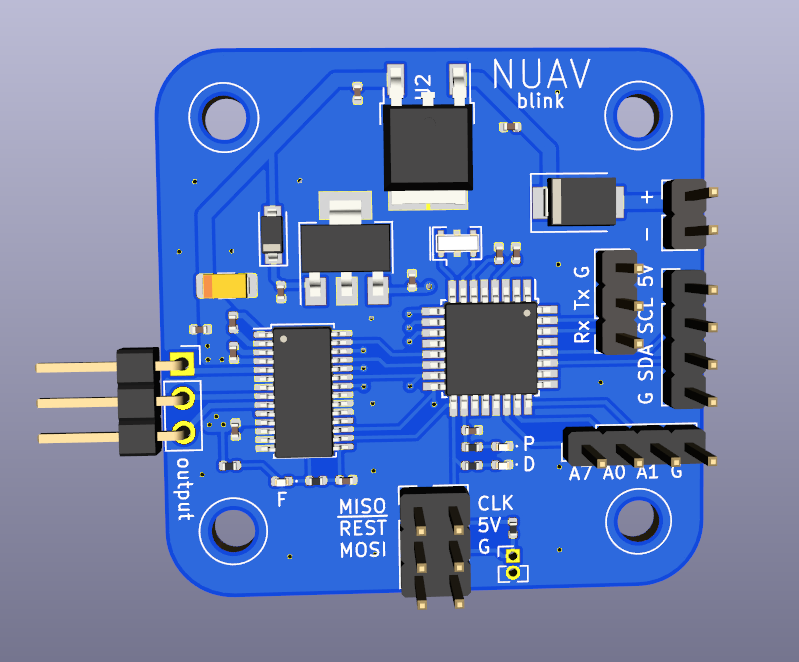 U2
NUAV
blink
+
-
Rx Tx G
G SDA SCL 5V
A7 A0 A1 G
P
D
output
F
MISO
REST
MOSI
CLK
5V
G